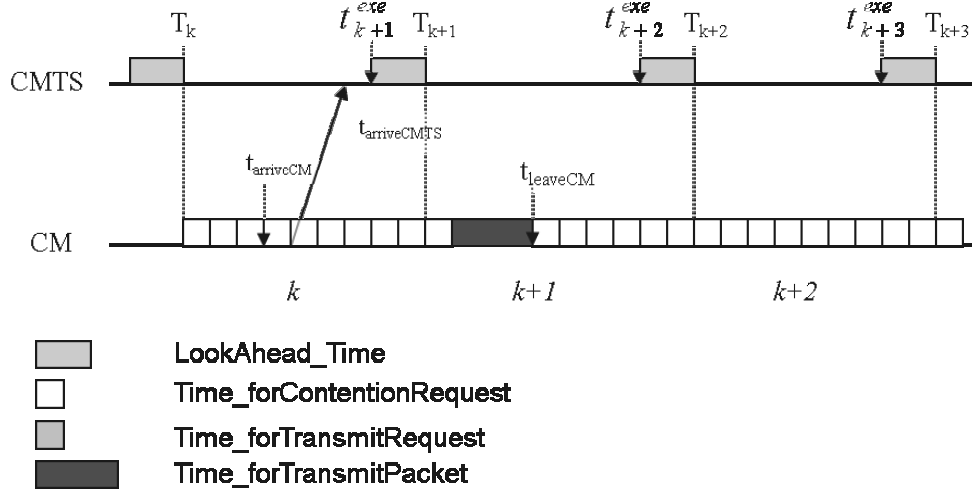 T_k t^exe_k+1 T_k+1 t^exe_k+2 T_k+2 t^exe_k+3 T_k+3
CMTS
t_arriveCMTS
t_arriveCM t_leaveCM
CM
k k+1 k+2
LookAhead_Time
Time_forContentionRequest
Time_forTransmitRequest
Time_forTransmitPacket